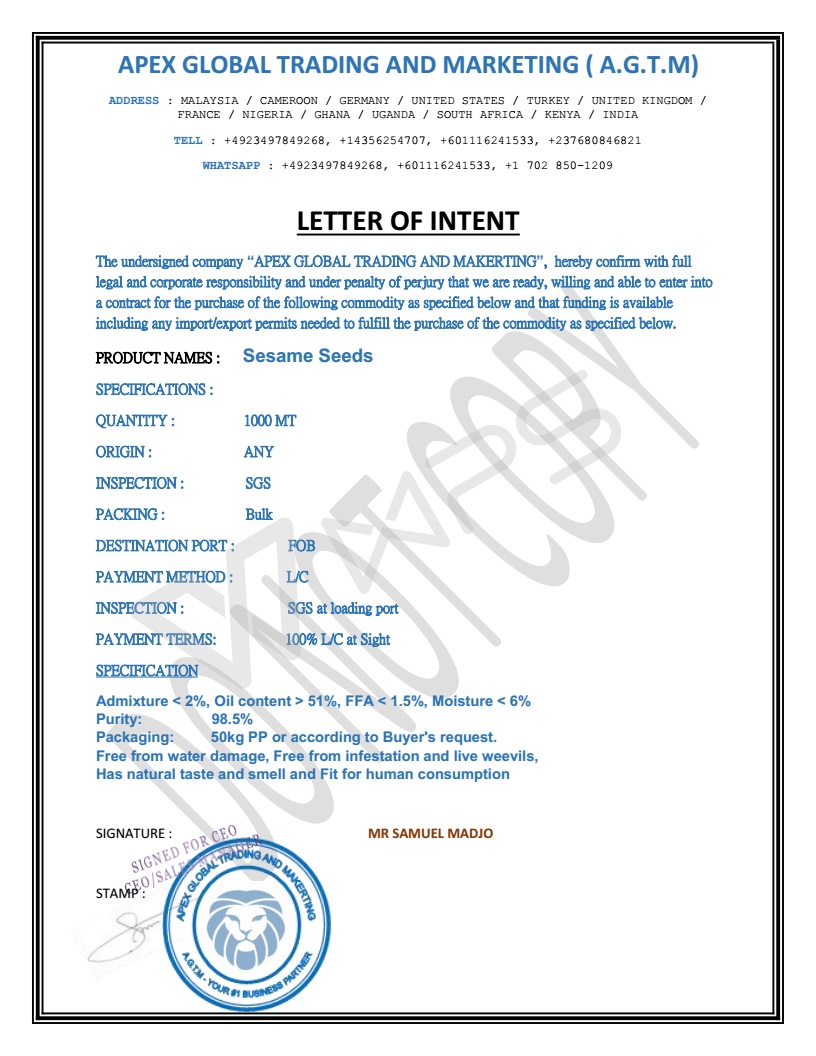 APEX GLOBAL TRADING AND MARKETING ( A.G.T.M)
ADDRESS : MALAYSIA / CAMEROON / GERMANY / UNITED STATES / TURKEY / UNITED KINGDOM /
FRANCE / NIGERIA / GHANA / UGANDA / SOUTH AFRICA / KENYA / INDIA
TELL : +4923497849268, +14356254707, +601116241533, +237680846821
WHATSAPP : +4923497849268, +601116241533, +1 702 850-1209
LETTER OF INTENT
The undersigned company “APEX GLOBAL TRADING AND MAKERTING”, hereby confirm with full
legal and corporate responsibility and under penalty of perjury that we are ready, willing and able to enter into
a contract for the purchase of the following commodity as specified below and that funding is available
including any import/export permits needed to fulfill the purchase of the commodity as specified below.
PRODUCT NAMES : Sesame Seeds
SPECIFICATIONS :
QUANTITY : 1000 MT
ORIGIN : ANY
INSPECTION : SGS
PACKING : Bulk
DESTINATION PORT : FOB
PAYMENT METHOD : L/C
INSPECTION : SGS at loading port
PAYMENT TERMS: 100% L/C at Sight
SPECIFICATION
Admixture < 2%, Oil content > 51%, FFA < 1.5%, Moisture < 6%
Purity: 98.5%
Packaging: 50kg PP or according to Buyer's request.
Free from water damage, Free from infestation and live weevils,
Has natural taste and smell and Fit for human consumption
DO NOT COPY
SIGNATURE : MR SAMUEL MADJO
SIGNED FOR CEO
CEO/SALES MANAGER
STAMP :
APEX GLOBAL TRADING AND MAKERTING
A.G.T.M - YOUR #1 BUSINESS PARTNER